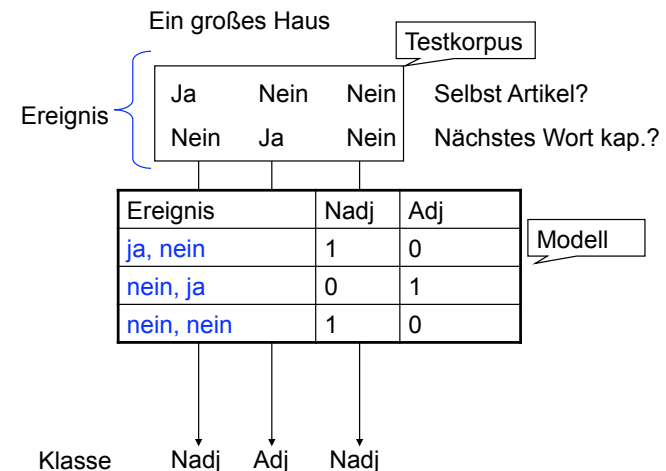 Ein großes Haus
Testkorpus
Ereignis
Ja Nein Nein Selbst Artikel?
Nein Ja Nein Nächstes Wort kap.?
Ereignis Nadj Adj
ja, nein 1 0
nein, ja 0 1
nein, nein 1 0
Modell
Klasse Nadj Adj Nadj